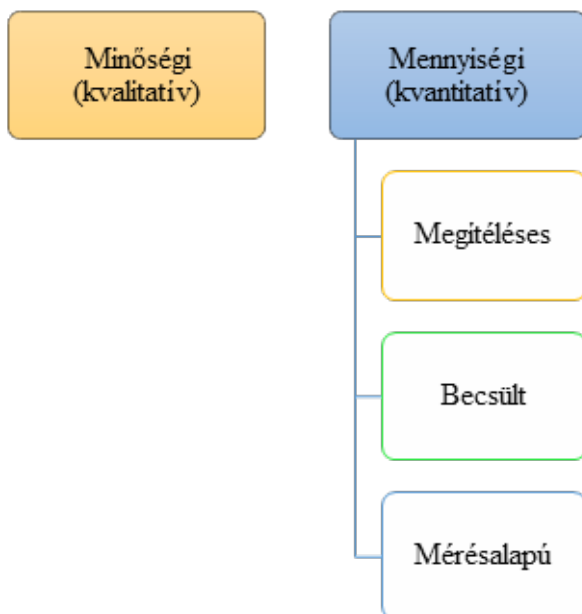 Minőségi
(kvalitatív)
Mennyiségi
(kvantitatív)
Megítéléses
Becsült
Mérésalapú